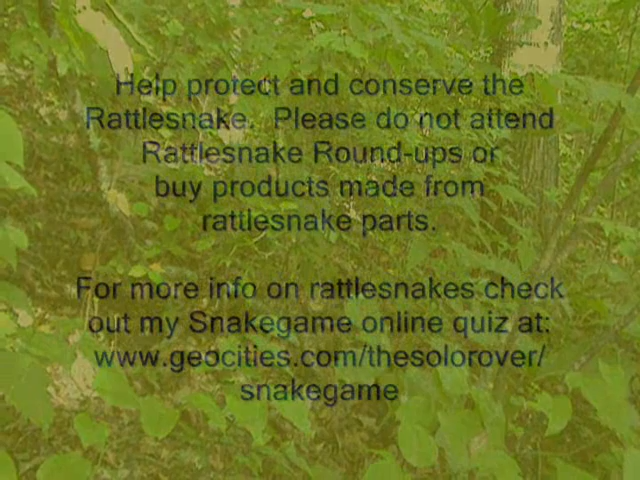 Help protect and conserve the
Rattlesnake.  Please do not attend
Rattlesnake Round-ups or
buy products made from
rattlesnake parts.

For more info on rattlesnakes check
out my Snakegame online quiz at:
www.geocities.com/thesolorover/
snakegame